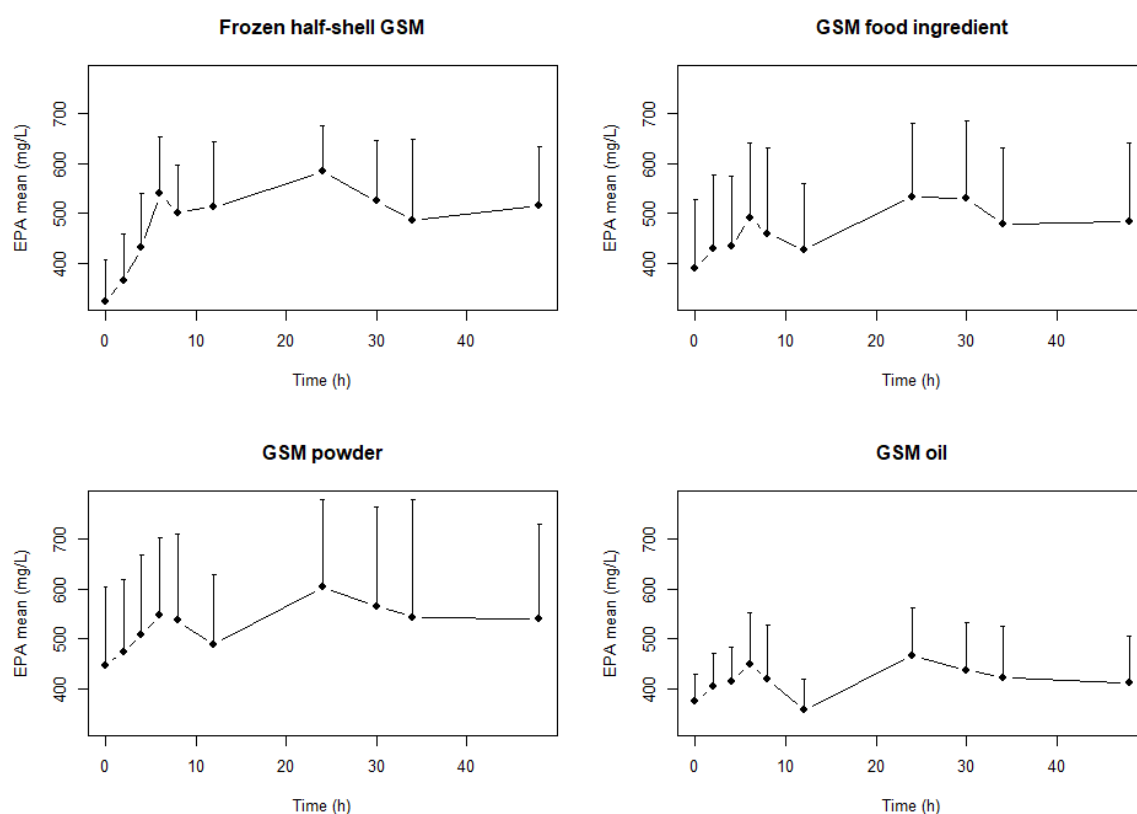 Frozen half-shell GSM
EPA mean (mg/L)
700
600
500
400
0 10 20 30 40
Time (h)
GSM food ingredient
EPA mean (mg/L)
700
600
500
400
0 10 20 30 40
Time (h)
GSM powder
EPA mean (mg/L)
700
600
500
400
0 10 20 30 40
Time (h)
GSM oil
EPA mean (mg/L)
700
600
500
400
0 10 20 30 40
Time (h)